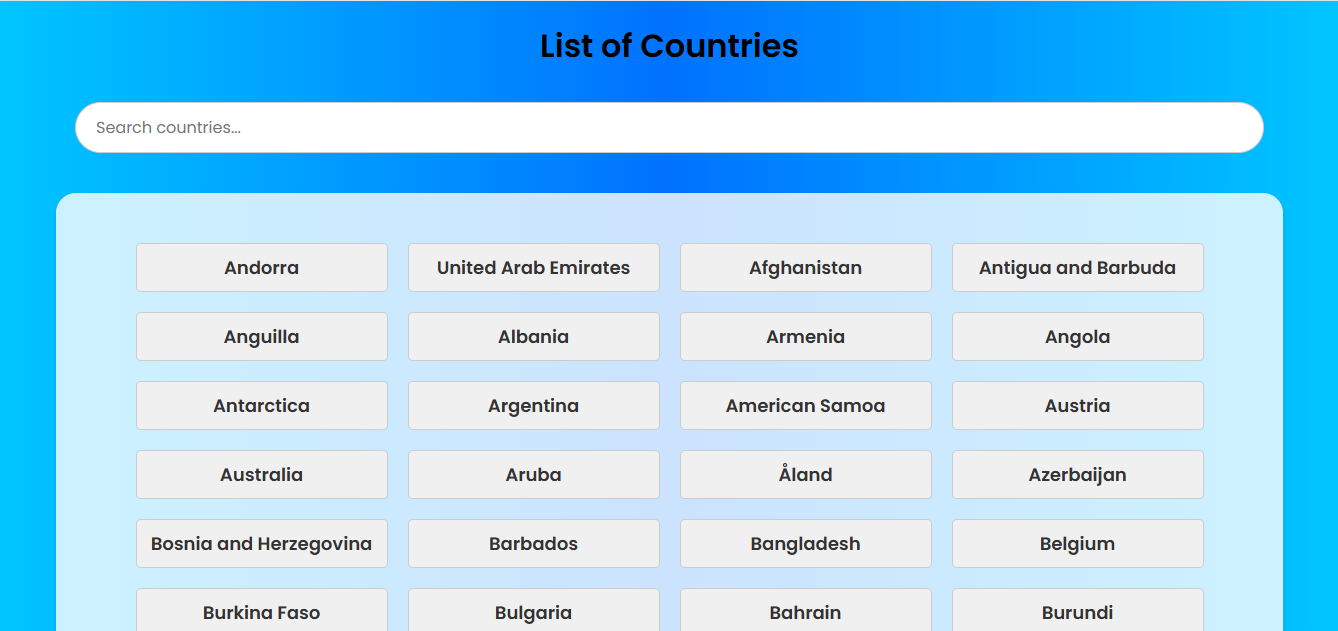 List of Countries
Search countries...
Andorra
United Arab Emirates
Afghanistan
Antigua and Barbuda
Anguilla
Albania
Armenia
Angola
Antarctica
Argentina
American Samoa
Austria
Australia
Aruba
Åland
Azerbaijan
Bosnia and Herzegovina
Barbados
Bangladesh
Belgium
Burkina Faso
Bulgaria
Bahrain
Burundi